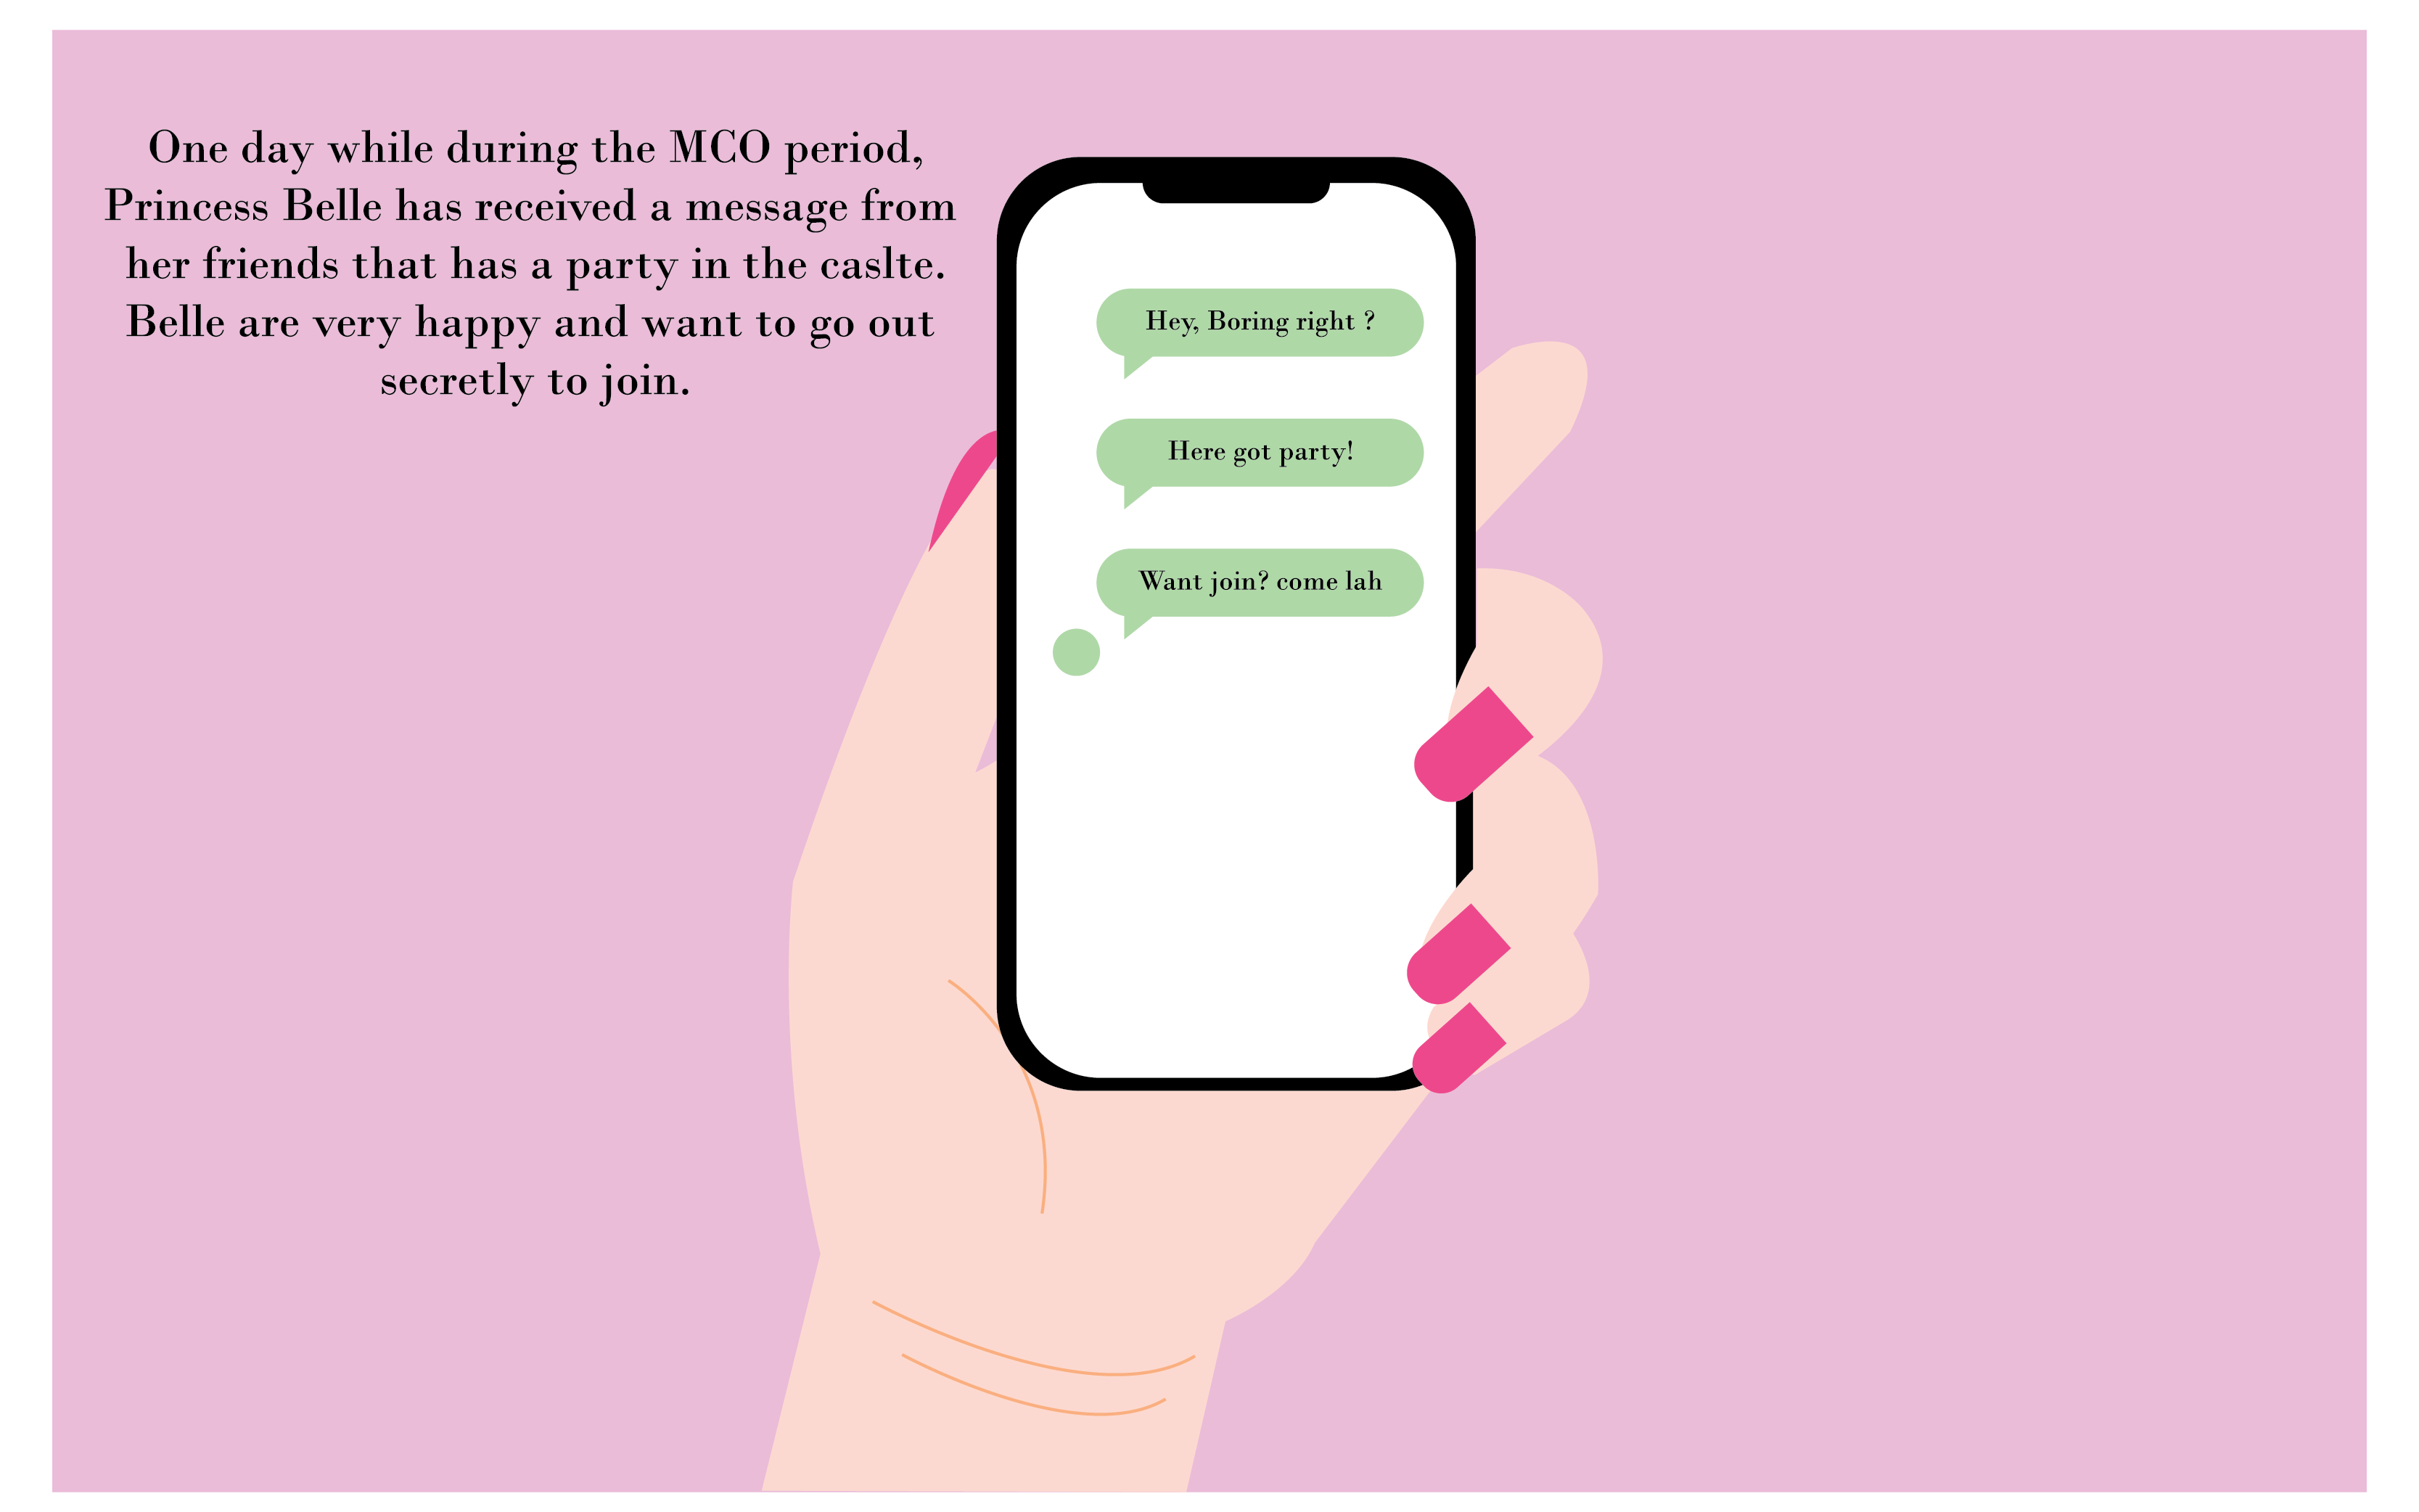 One day while during the MCO period,
Princess Belle has received a message from
her friends that has a party in the caslte.
Belle are very happy and want to go out
secretly to join.
Hey, Boring right ?
Here got party!
Want join? come lah